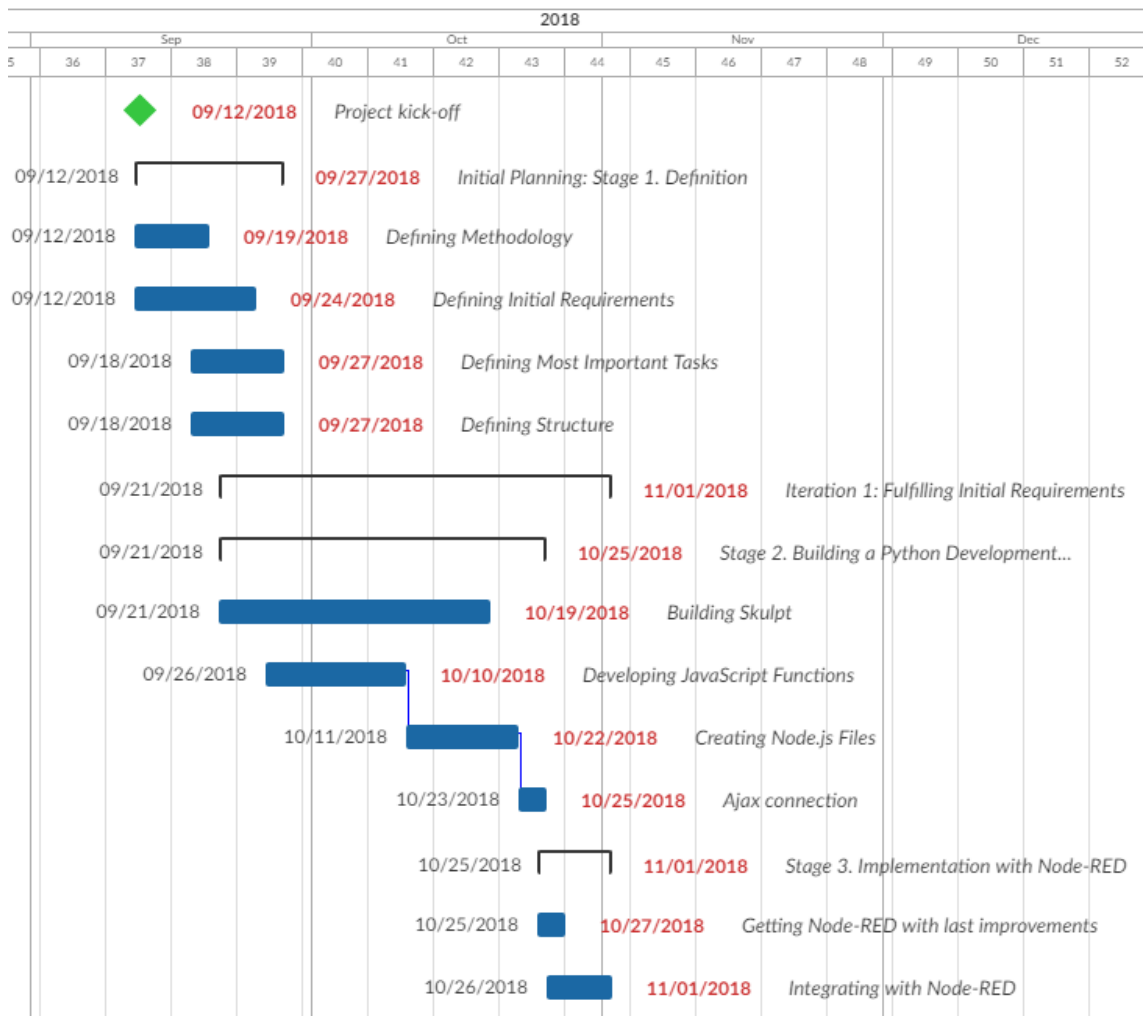 2018
Sep Oct Nov Dec
5 36 37 38 39 40 41 42 43 44 45 46 47 48 49 50 51 52
09/12/2018 Project kick-off
09/12/2018 09/27/2018 Initial Planning: Stage 1. Definition
09/12/2018 09/19/2018 Defining Methodology
09/12/2018 09/24/2018 Defining Initial Requirements
09/18/2018 09/27/2018 Defining Most Important Tasks
09/18/2018 09/27/2018 Defining Structure
09/21/2018 11/01/2018 Iteration 1: Fulfilling Initial Requirements
09/21/2018 10/25/2018 Stage 2. Building a Python Development...
09/21/2018 10/19/2018 Building Skulpt
09/26/2018 10/10/2018 Developing JavaScript Functions
10/11/2018 10/22/2018 Creating Node.js Files
10/23/2018 10/25/2018 Ajax connection
10/25/2018 11/01/2018 Stage 3. Implementation with Node-RED
10/25/2018 10/27/2018 Getting Node-RED with last improvements
10/26/2018 11/01/2018 Integrating with Node-RED